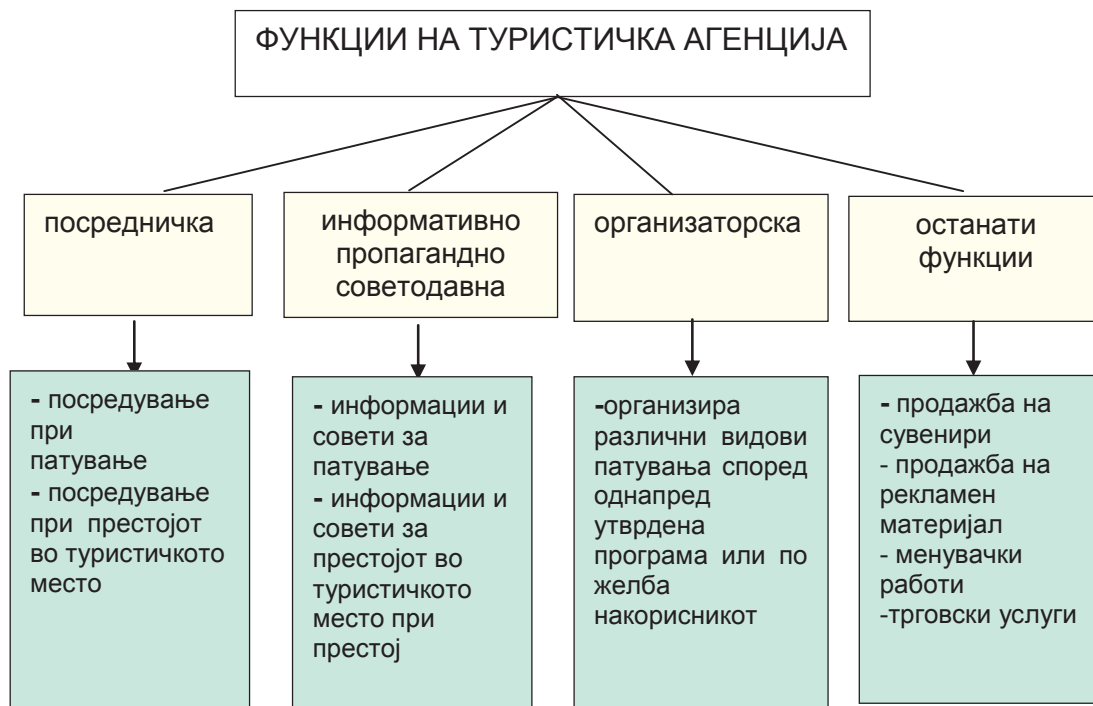 ФУНКЦИИ НА ТУРИСТИЧКА АГЕНЦИЈА
посредничка
информативно
пропагандно
советодавна
организаторска
останати
функции
- посредување
при
патување
- посредување
при престојот
во туристичкото
место
- информации и
совети за
патување
- информации и
совети за
престојот во
туристичкото
место при
престој
-организира
различни видови
патувања според
однапред
утврдена
програма или по
желба
накорисникот
- продажба на
сувенири
- продажба на
рекламен
материјал
- менувачки
работи
-трговски услуги